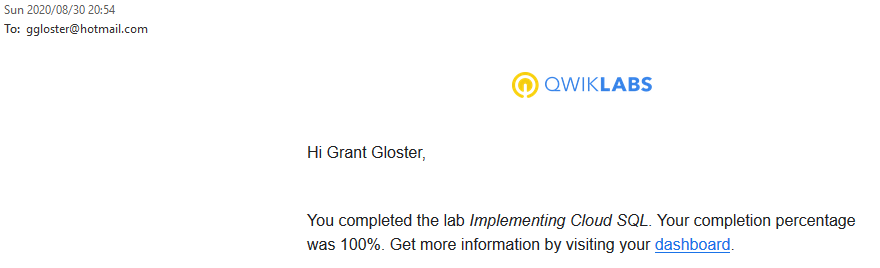 Sun 2020/08/30 20:54
To: ggloster@hotmail.com
QWIKLABS
Hi Grant Gloster,
You completed the lab Implementing Cloud SQL. Your completion percentage
was 100%. Get more information by visiting your dashboard.